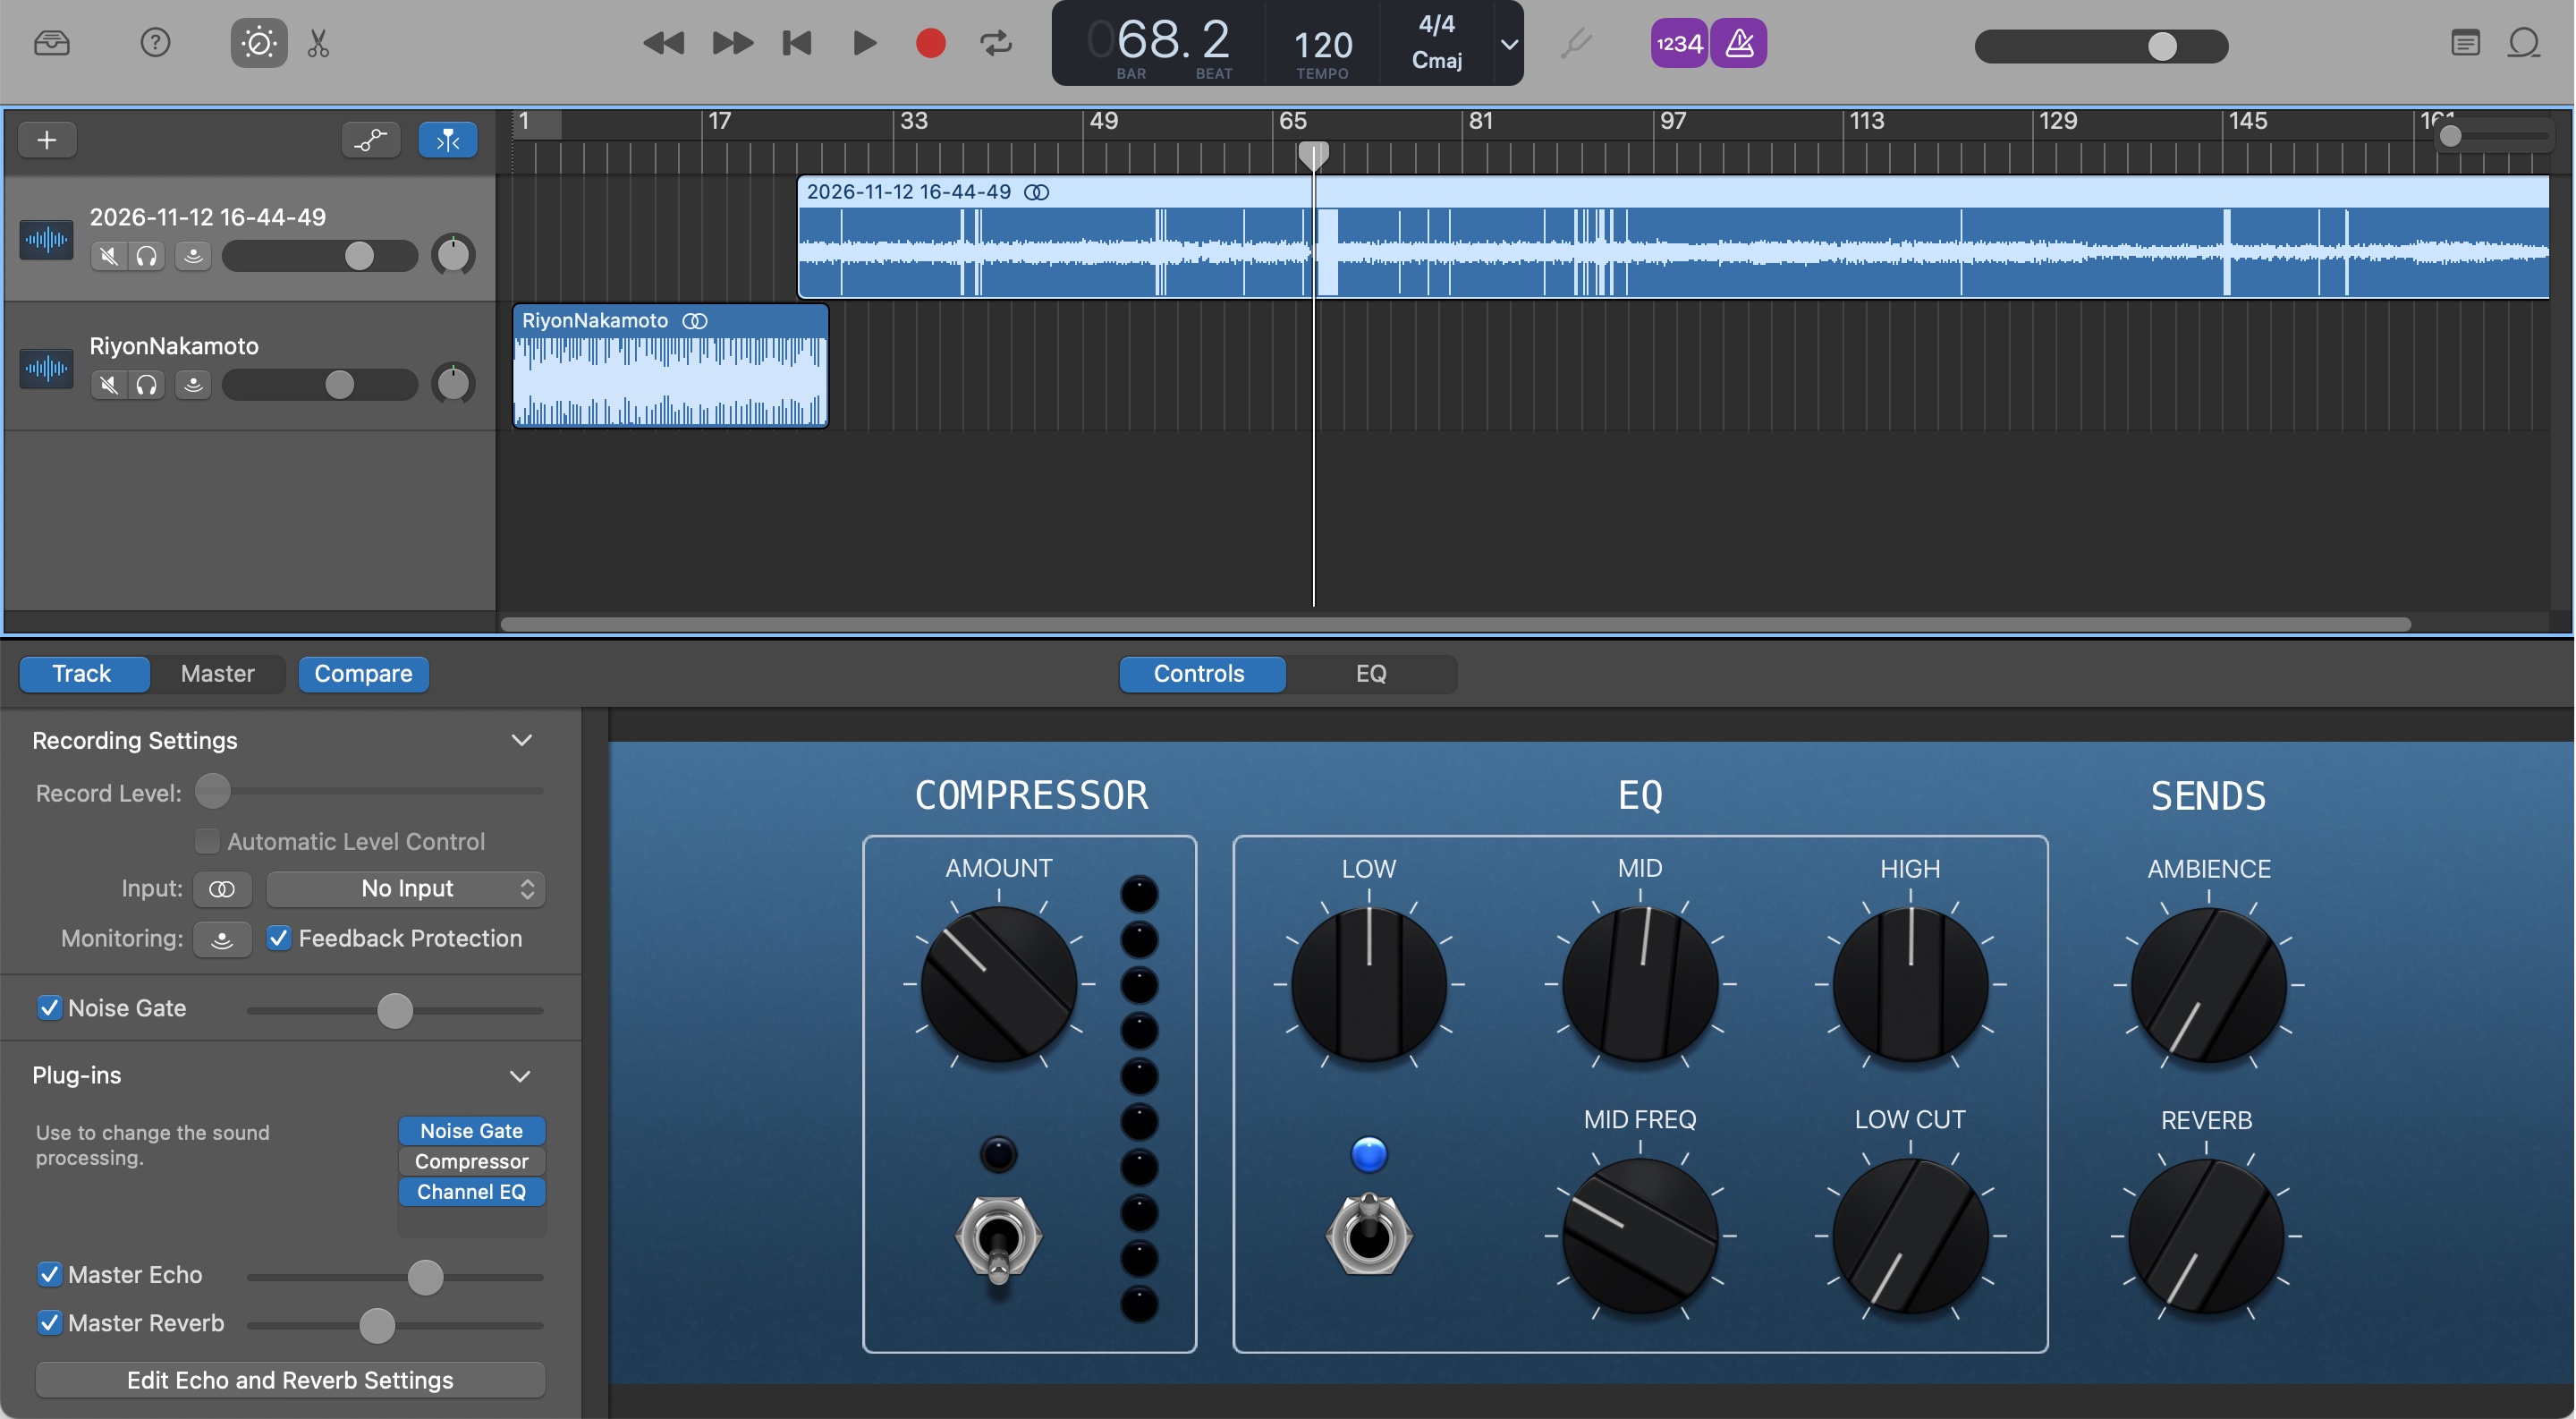 068. 2
BAR
BEAT
120
TEMPO
4/4
Cmaj
1234
1
17
33
49
65
81
97
113
129
145
2026-11-12 16-44-49
2026-11-12 16-44-49
RiyonNakamoto
RiyonNakamoto
Track
Master
Compare
Controls
EQ
Recording Settings
Record Level:
Automatic Level Control
Input:
No Input
Monitoring:
Feedback Protection
Noise Gate
Plug-ins
Use to change the sound
processing.
Noise Gate
Compressor
Channel EQ
Master Echo
Master Reverb
Edit Echo and Reverb Settings
COMPRESSOR
AMOUNT
EQ
LOW
MID
HIGH
MID FREQ
LOW CUT
SENDS
AMBIENCE
REVERB